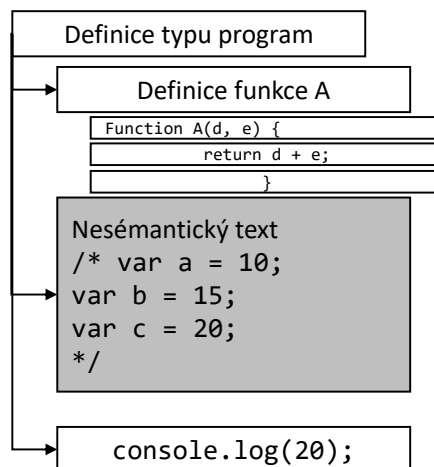 Definice typu program
Definice funkce A
Function A(d, e) {
return d + e;
}
Nesémantický text
/* var a = 10;
var b = 15;
var c = 20;
*/
console.log(20);